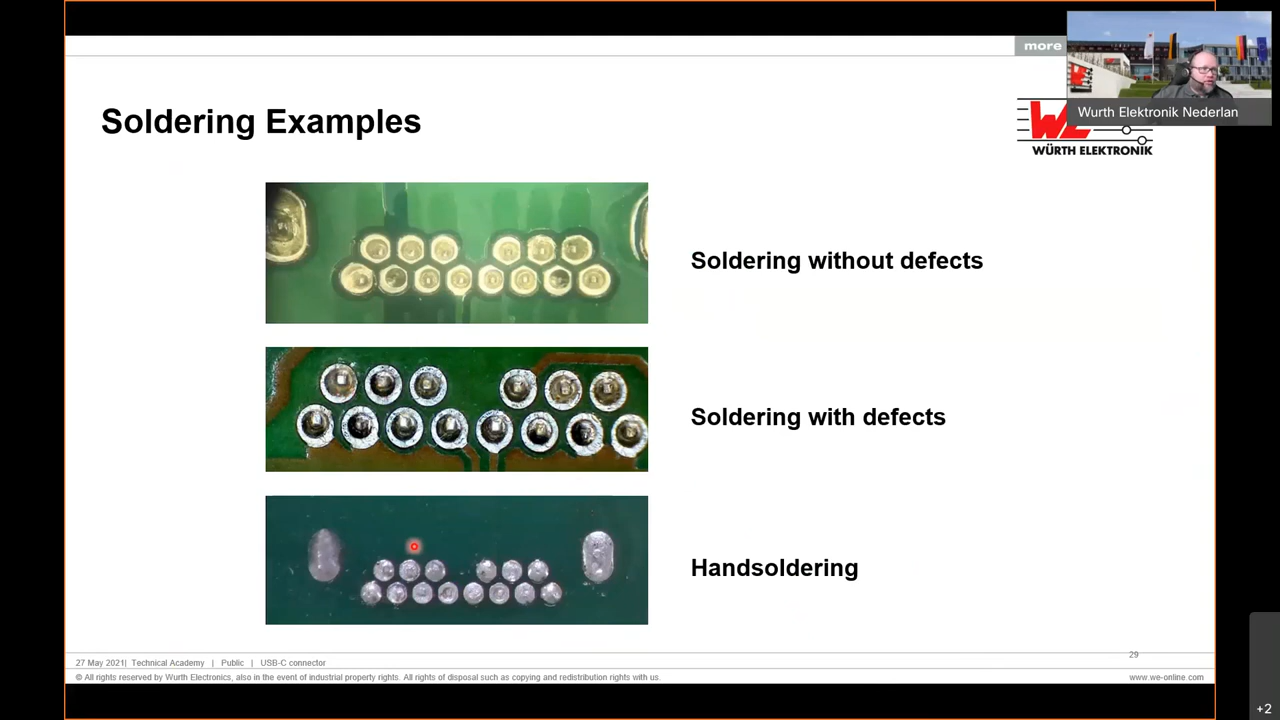 more
Wurth Elektronik Nederlan
Soldering Examples
WE
WÜRTH ELEKTRONIK
Soldering without defects
Soldering with defects
Handsoldering
29
27 May 2021| Technical Academy | Public | USB-C connector
© All rights reserved by Wurth Electronics, also in the event of industrial property rights. All rights of disposal such as copying and redistribution rights with us.
www.we-online.com
+2